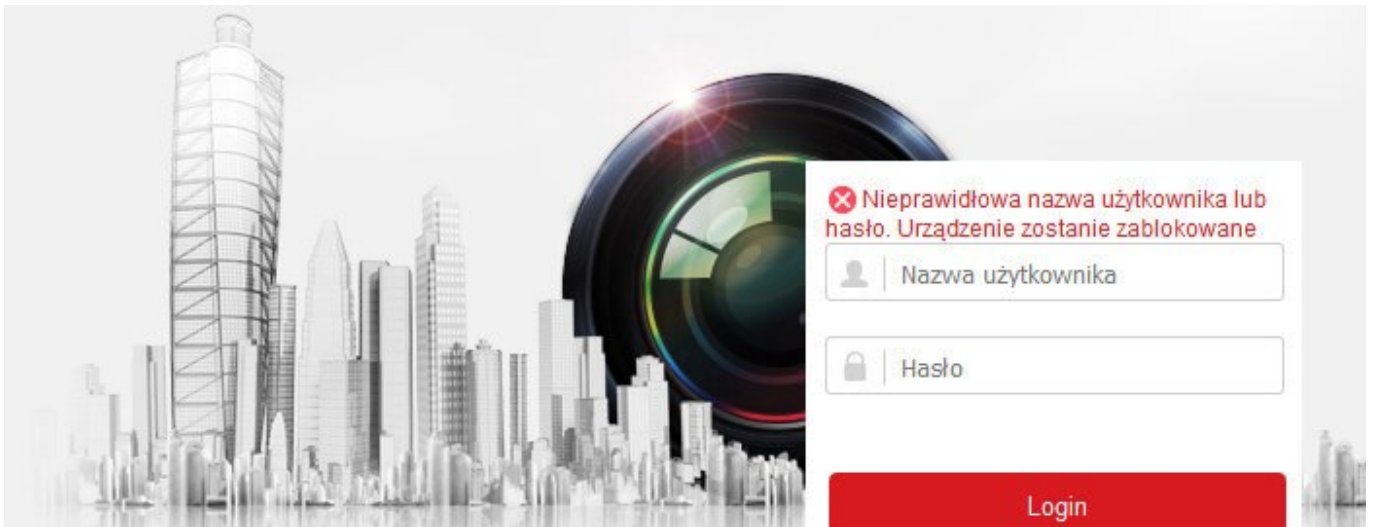 Nieprawidłowa nazwa użytkownika lub
hasło. Urządzenie zostanie zablokowane
Nazwa użytkownika
Hasło
Login